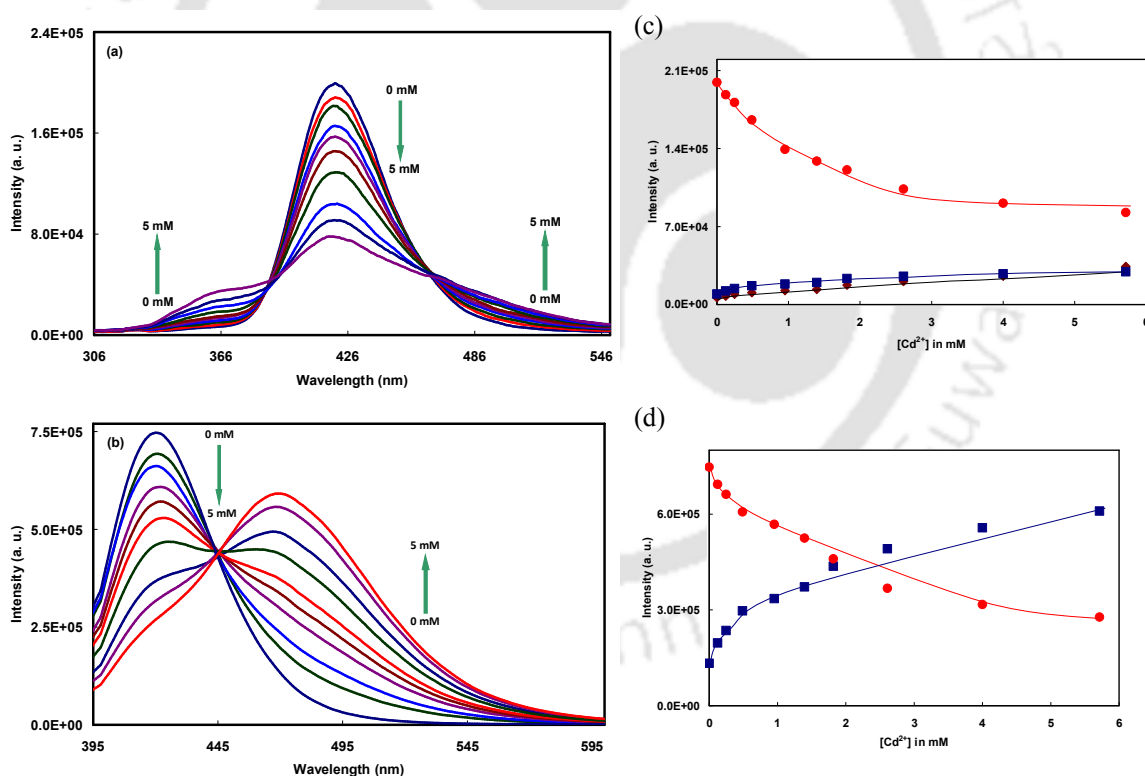 (a)
2.4E+05
1.6E+05
8.0E+04
0.0E+00
Intensity (a. u.)
0 mM
5 mM
5 mM
0 mM
5 mM
0 mM
306 366 426 486 546
Wavelength (nm)
(c)
2.1E+05
1.4E+05
7.0E+04
0.0E+00
Intensity (a. u.)
0 1 2 3 4 5 6
[Cd²⁺] in mM
(b)
7.5E+05
5.0E+05
2.5E+05
0.0E+00
Intensity (a. u.)
0 mM
5 mM
5 mM
0 mM
395 445 495 545 595
Wavelength (nm)
(d)
6.0E+05
3.0E+05
0.0E+00
Intensity (a. u.)
0 1 2 3 4 5 6
[Cd²⁺] in mM